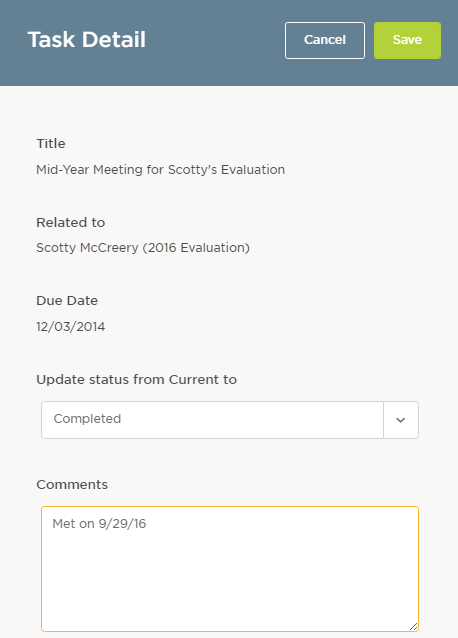 Task Detail
Cancel
Save
Title
Mid-Year Meeting for Scotty's Evaluation
Related to
Scotty McCreery (2016 Evaluation)
Due Date
12/03/2014
Update status from Current to
Completed
Comments
Met on 9/29/16